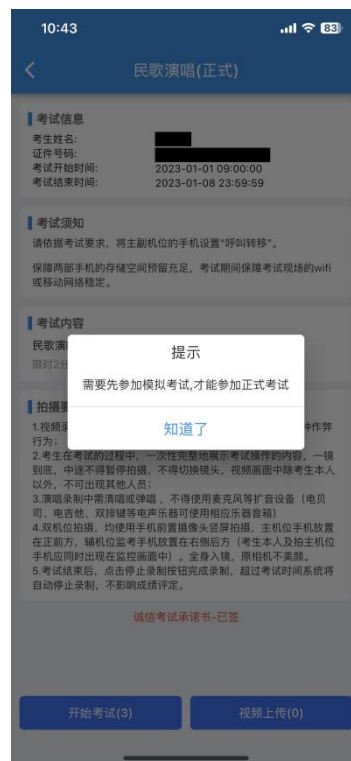 10:43
83
民歌演唱(正式)
考试信息
考生姓名:
证件号码:
考试开始时间: 2023-01-01 09:00:00
考试结束时间: 2023-01-08 23:59:59
考试须知
请依据考试要求，将主副机位的手机设置"呼叫转移"。
保障两部手机的存储空间预留充足，考试期间保障考试现场的wifi
或移动网络稳定。
考试内容
民歌演
限时2分
提示
需要先参加模拟考试,才能参加正式考试
知道了
拍摄要
1.视频录
种作弊
行为；
2.考生在考试的过程中，一次性完整地展示考试操作的内容，一镜
到底，中途不得暂停拍摄，不得切换镜头，视频画面中除考生本人
以外，不可出现其他人员；
3.演唱录制中需清唱或弹唱 ，不得使用麦克风等扩音设备（电贝
司、电吉他、双排键等电声乐器可使用相应乐器音箱）
4.双机位拍摄，均使用手机前置摄像头竖屏拍摄，主机位手机放置
在正前方，辅机位监考手机放置在右侧后方（考生本人及拍主机位
手机应同时出现在监控画面中）。全身入镜，原相机不美颜。
5.考试结束后，点击停止录制按钮完成录制，超过考试时间系统将
自动停止录制，不影响成绩评定。
诚信考试承诺书-已签
开始考试(3)
视频上传(0)